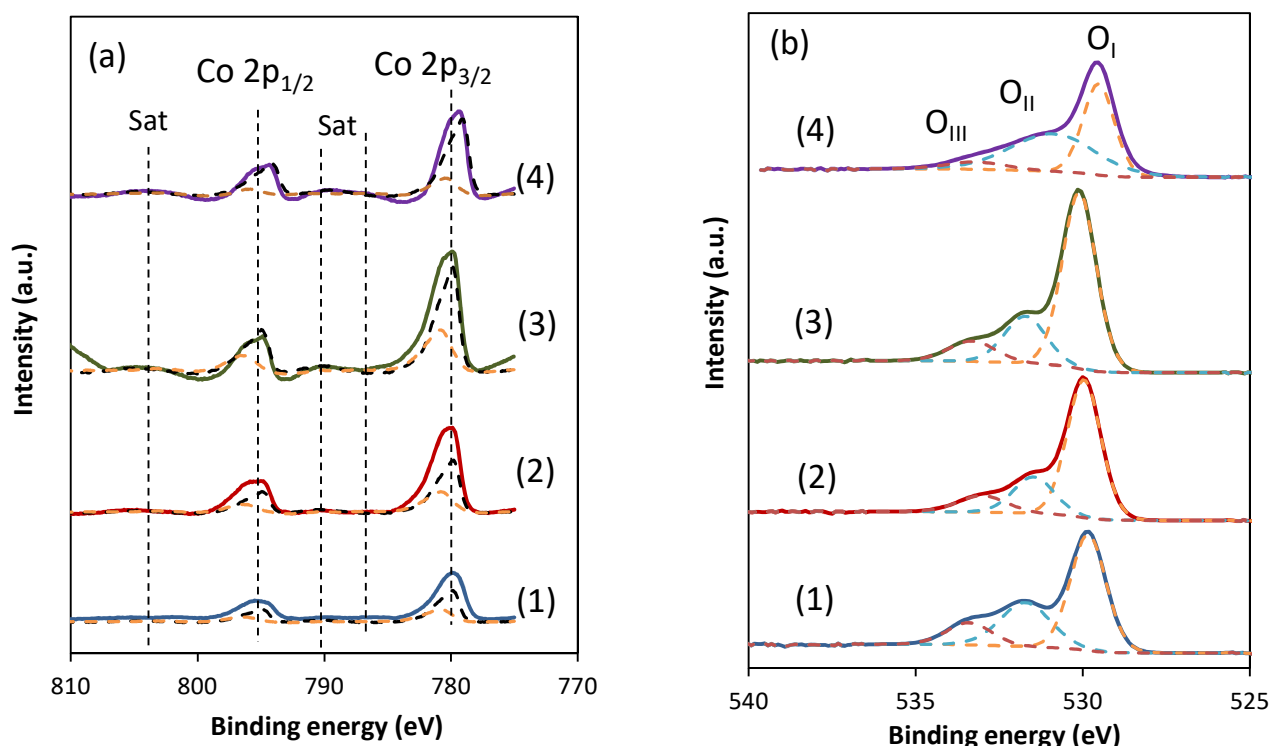 (a)
Co 2p1/2
Co 2p3/2
Sat
Sat
(4)
(3)
(2)
(1)
Intensity (a.u.)
810
800
790
780
770
Binding energy (eV)
(b)
OI
OII
OIII
(4)
(3)
(2)
(1)
Intensity (a.u.)
540
535
530
525
Binding energy (eV)